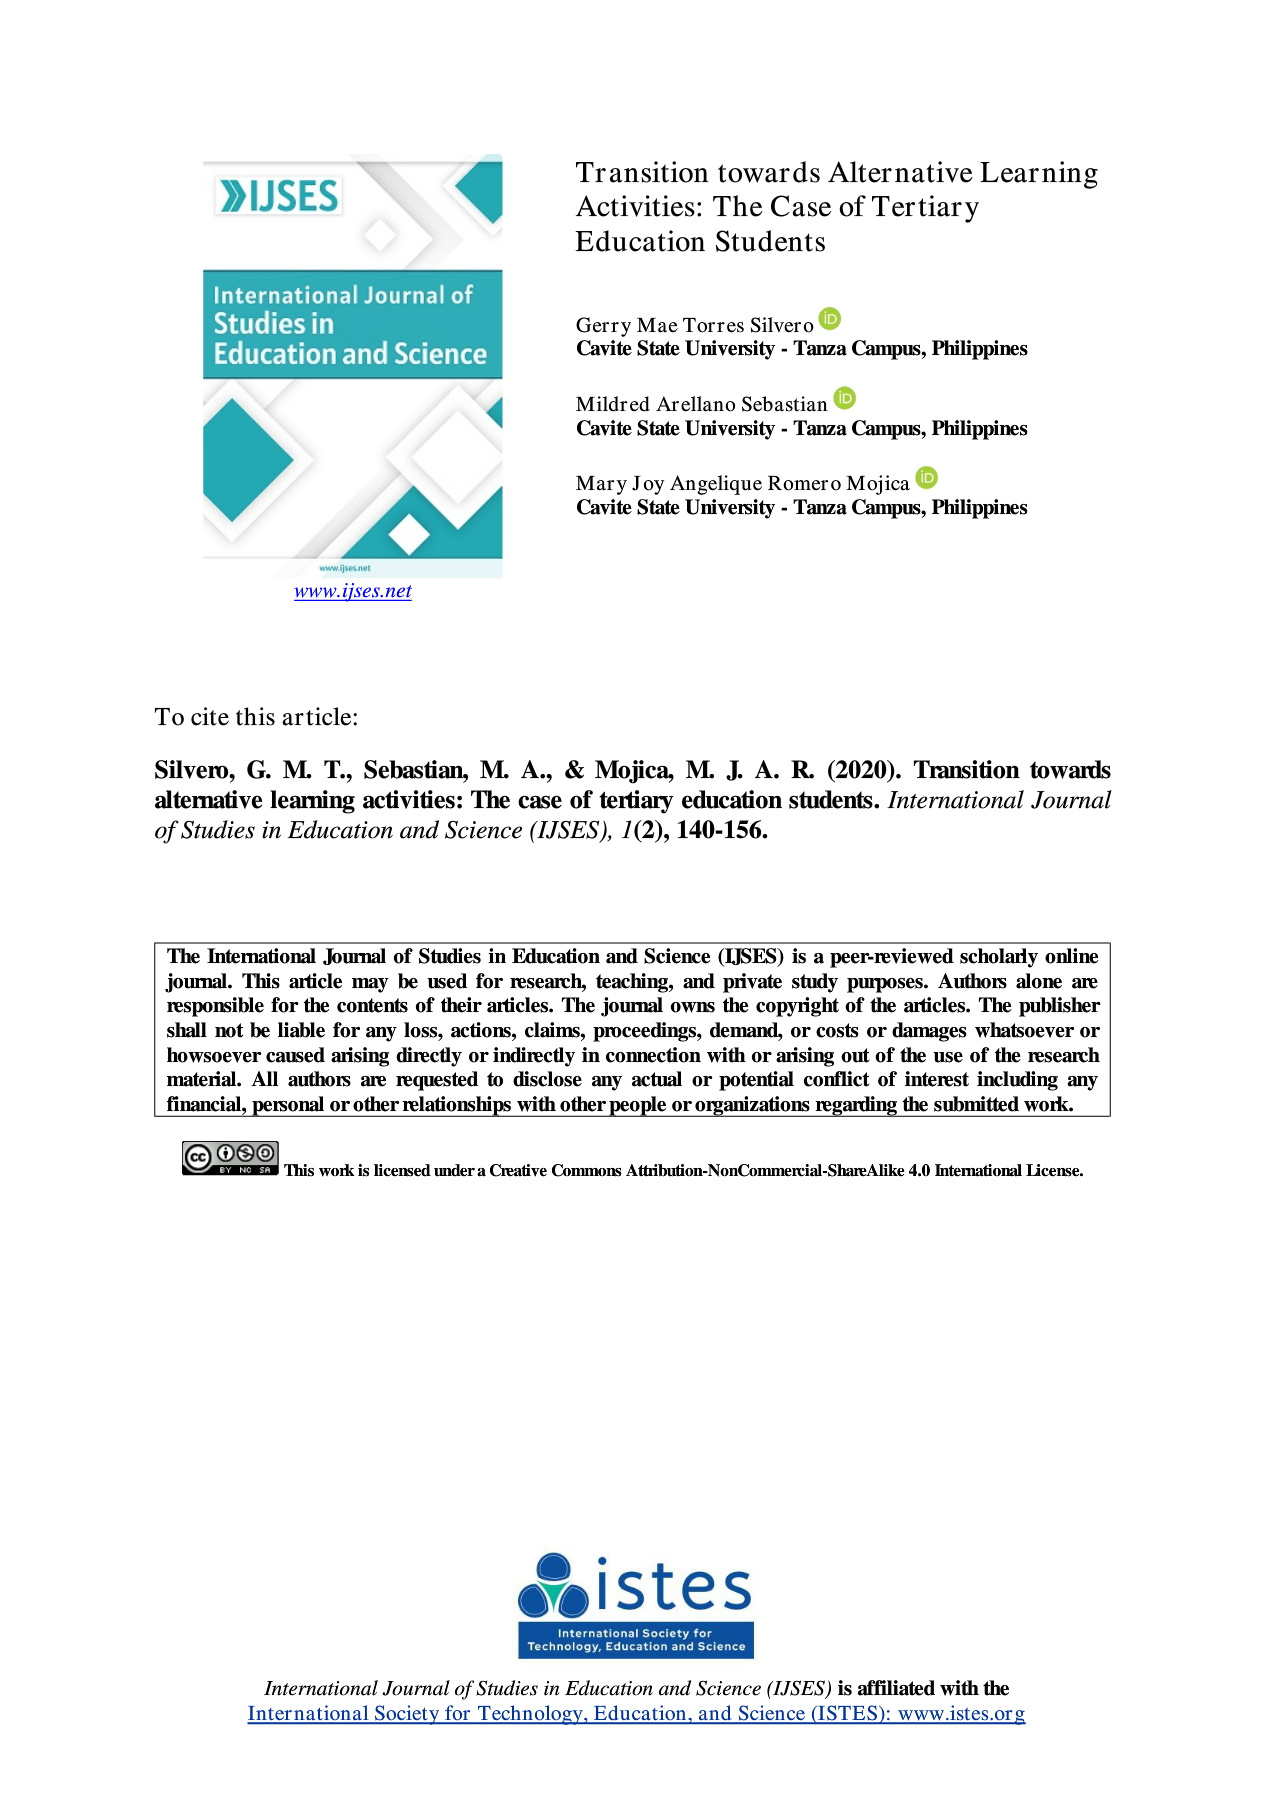 IJSES
International Journal of
Studies in
Education and Science
www.ijses.net
www.ijses.net
Transition towards Alternative Learning
Activities: The Case of Tertiary
Education Students
Gerry Mae Torres Silvero iD
Cavite State University - Tanza Campus, Philippines
Mildred Arellano Sebastian iD
Cavite State University - Tanza Campus, Philippines
Mary Joy Angelique Romero Mojica iD
Cavite State University - Tanza Campus, Philippines
To cite this article:
Silvero, G. M. T., Sebastian, M. A., & Mojica, M. J. A. R. (2020). Transition towards
alternative learning activities: The case of tertiary education students. International Journal
of Studies in Education and Science (IJSES), 1(2), 140-156.
The International Journal of Studies in Education and Science (IJSES) is a peer-reviewed scholarly online
journal. This article may be used for research, teaching, and private study purposes. Authors alone are
responsible for the contents of their articles. The journal owns the copyright of the articles. The publisher
shall not be liable for any loss, actions, claims, proceedings, demand, or costs or damages whatsoever or
howsoever caused arising directly or indirectly in connection with or arising out of the use of the research
material. All authors are requested to disclose any actual or potential conflict of interest including any
financial, personal or other relationships with other people or organizations regarding the submitted work.
cc BY NC SA This work is licensed under a Creative Commons Attribution-NonCommercial-ShareAlike 4.0 International License.
istes
International Society for
Technology, Education and Science
International Journal of Studies in Education and Science (IJSES) is affiliated with the
International Society for Technology, Education, and Science (ISTES): www.istes.org